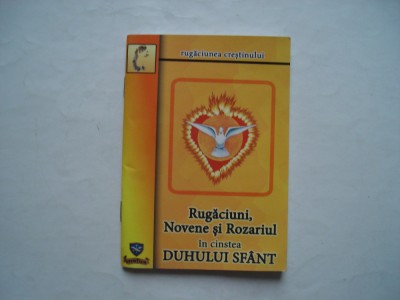 rugăciunea creştinului
Rugăciuni,
Novene şi Rozariul
în cinstea
DUHULUI SFÂNT